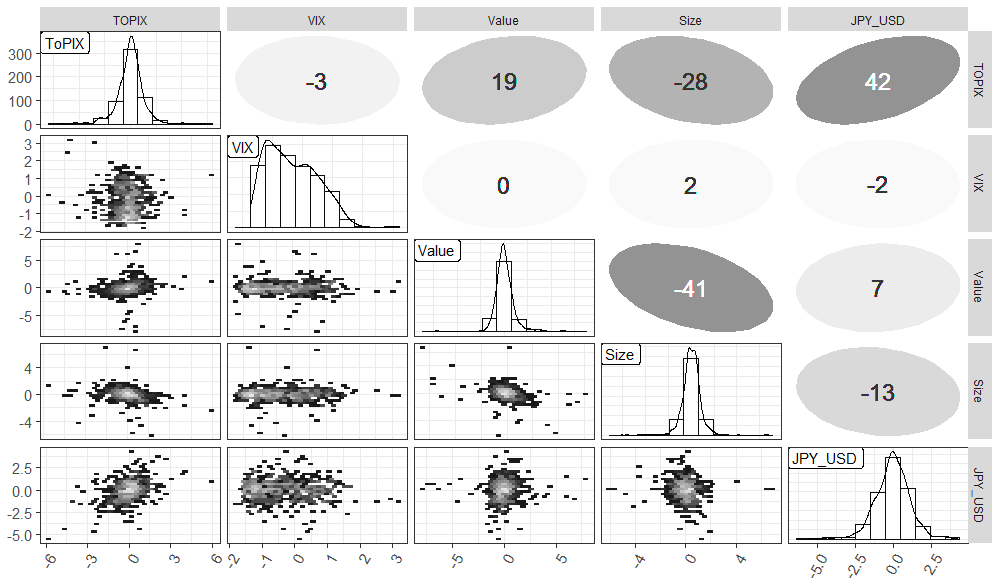 TOPIX VIX Value Size JPY_USD
ToPIX
300
200
100
0
-3
19
-28
42
TOPIX
3
2
1
0
-1
-2
VIX
0
2
-2
VIX
5
0
-5
Value
-41
7
Value
4
0
-4
Size
-13
Size
2.5
0.0
-2.5
-5.0
JPY_USD
JPY_USD
-6 -3 0 3 6
-2 -1 0 1 2 3
-5 0 5
-4 0 4
-5.0 -2.5 0.0 2.5